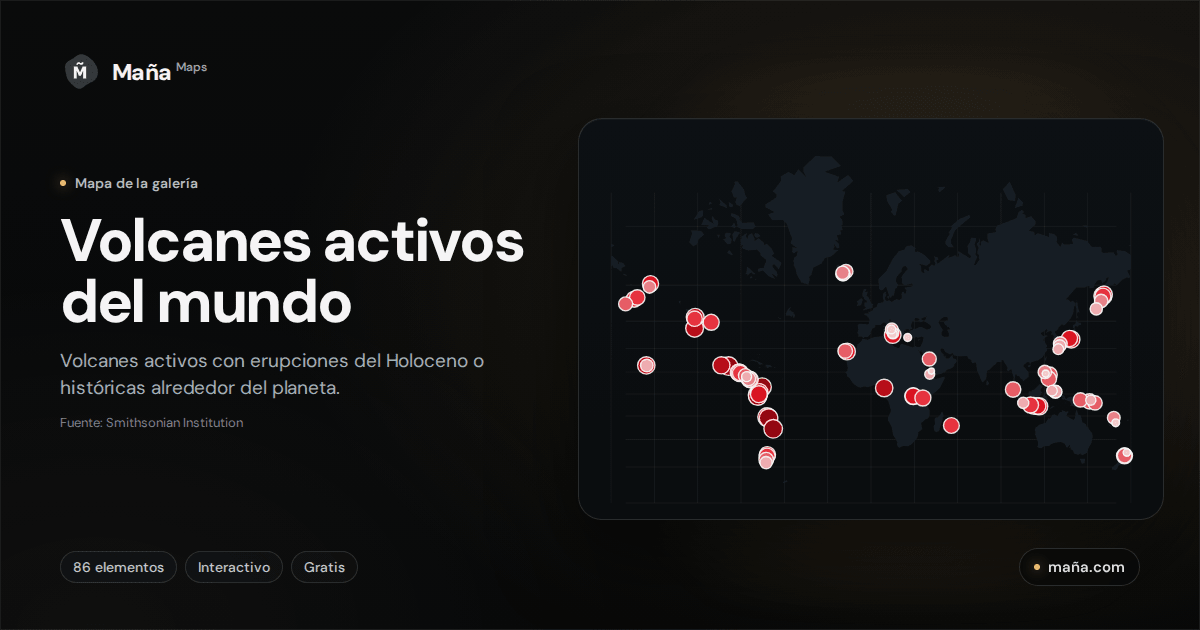 M̃
Maña Maps
Mapa de la galería
Volcanes activos
del mundo
Volcanes activos con erupciones del Holoceno o
históricas alrededor del planeta.
Fuente: Smithsonian Institution
86 elementos
Interactivo
Gratis
maña.com